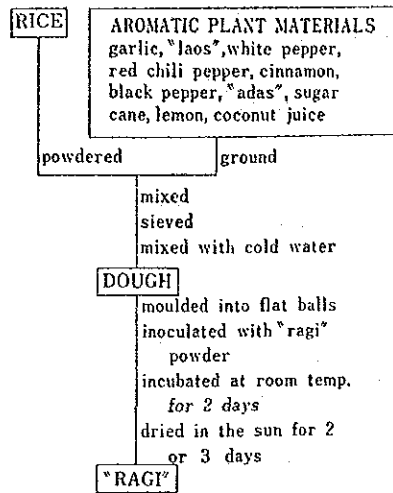 RICE
AROMATIC PLANT MATERIALS
garlic, "laos", white pepper,
red chili pepper, cinnamon,
black pepper, "adas", sugar
cane, lemon, coconut juice
powdered
ground
mixed
sieved
mixed with cold water
DOUGH
moulded into flat balls
inoculated with "ragi"
powder
incubated at room temp.
for 2 days
dried in the sun for 2
or 3 days
"RAGI"